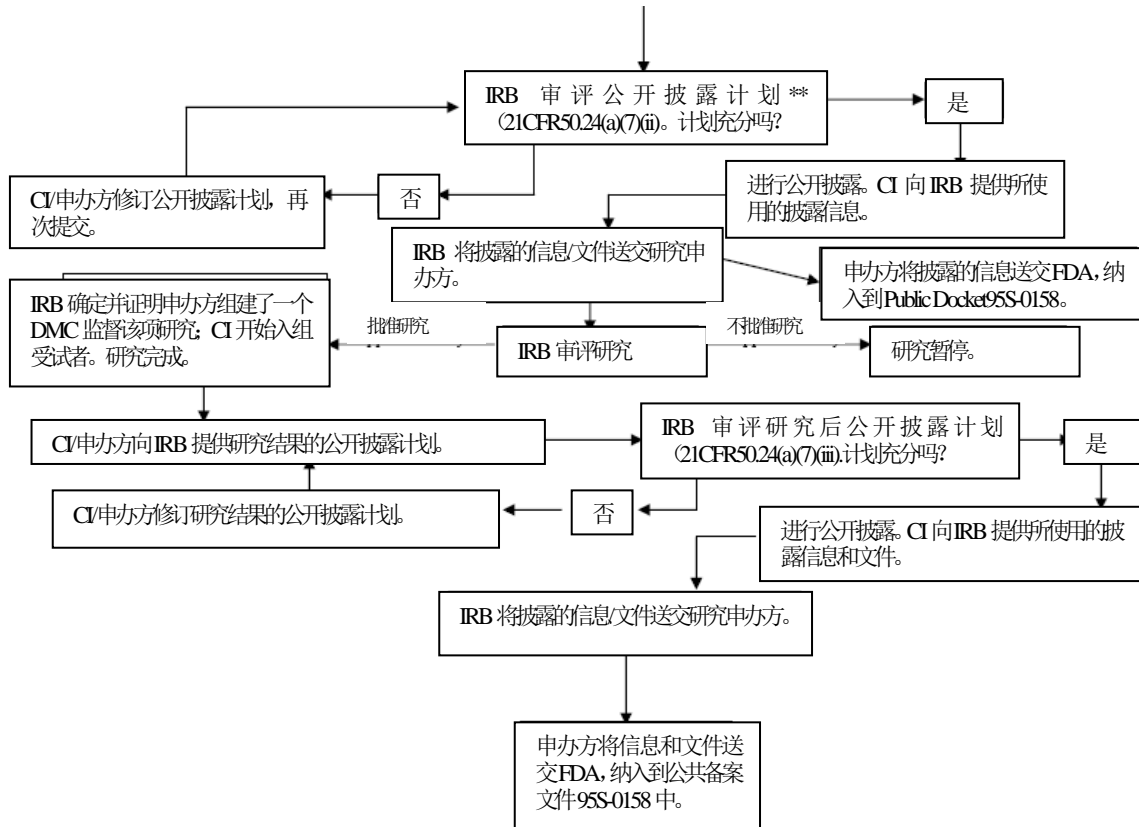 IRB 审评公开披露计划**
(21CFR50.24(a)(7)(ii)。计划充分吗?
是
CI/申办方修订公开披露计划,再
次提交。
否
进行公开披露。CI 向 IRB 提供所使
用的披露信息。
IRB 将披露的信息/文件送交研究申
办方。
申办方将披露的信息送交FDA,纳
入到Public Docket95S-0158。
IRB 确定并证明申办方组建了一个
DMC 监督该项研究;CI 开始入组
受试者。研究完成。
批准研究
IRB 审评研究
不批准研究
研究暂停。
CI/申办方向IRB 提供研究结果的公开披露计划。
IRB 审评研究后公开披露计划
(21CFR50.24(a)(7)(iii).计划充分吗?
是
CI/申办方修订研究结果的公开披露计划。
否
进行公开披露。CI 向IRB 提供所使用的披
露信息和文件。
IRB 将披露的信息/文件送交研究申办方。
申办方将信息和文件送
交FDA,纳入到公共备案
文件95S-0158 中。